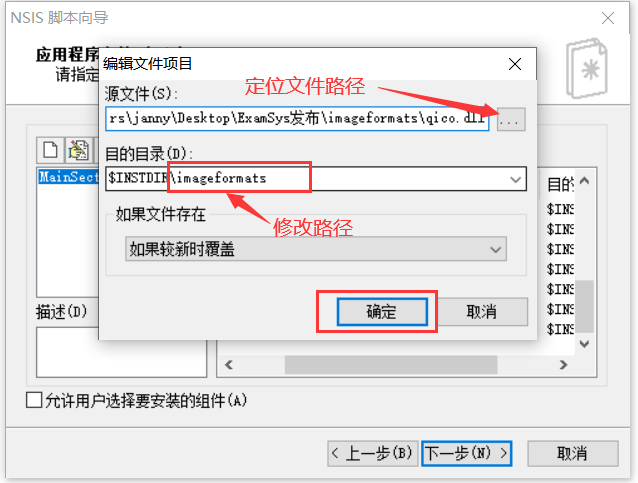 NSIS 脚本向导
应用程序
请指定
编辑文件项目
源文件(S):
定位文件路径
rs\janny\Desktop\ExamSys发布\imageformats\qico.dll
...
目的目录(D):
$INSTDIR\imageformats
修改路径
MainSect
目的
如果文件存在
如果较新时覆盖
$INS
$INS
$INS
$INS
$INS
$INS
$INS
确定
取消
描述(D)
允许用户选择要安装的组件(A)
< 上一步(B)
下一步(N) >
取消